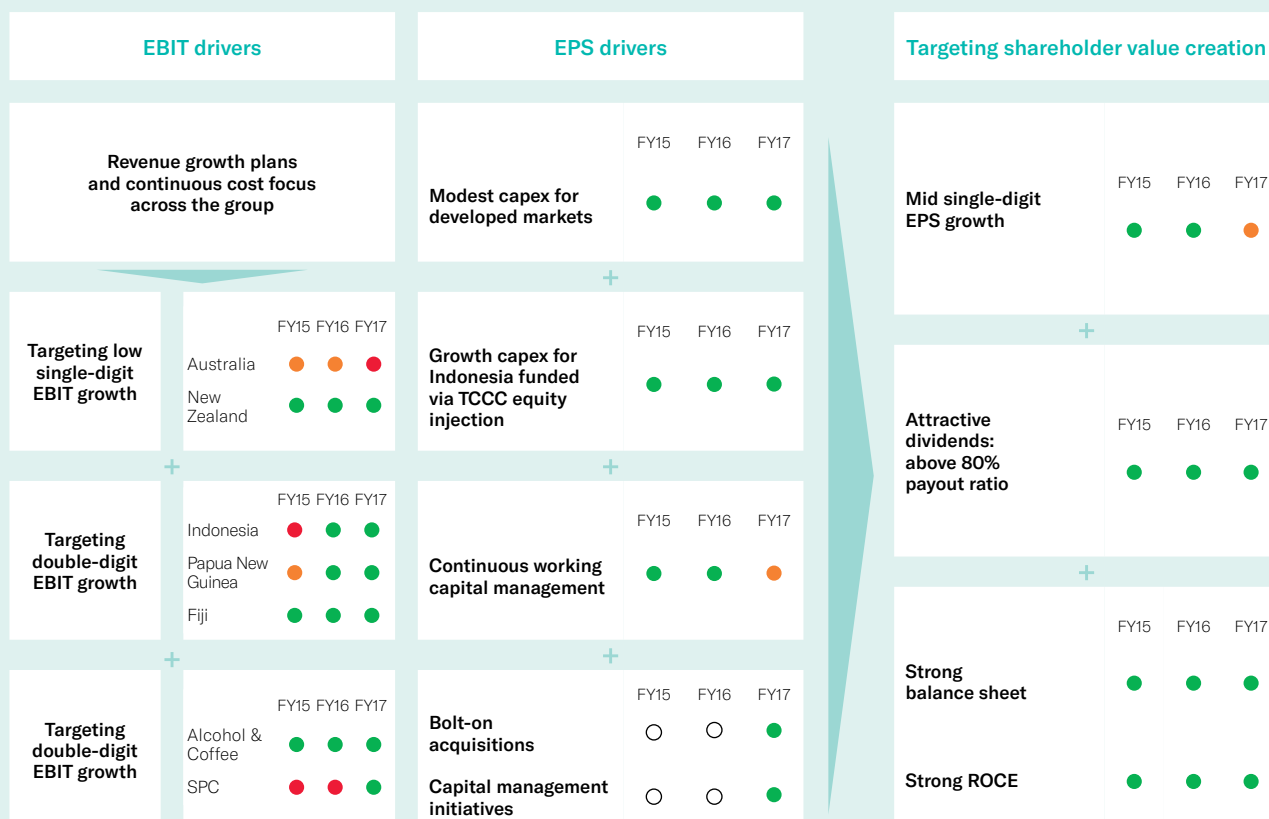 EBIT drivers
Revenue growth plans
and continuous cost focus
across the group
Targeting low
single-digit
EBIT growth
FY15 FY16 FY17
Australia
New
Zealand
+
Targeting
double-digit
EBIT growth
FY15 FY16 FY17
Indonesia
Papua New
Guinea
Fiji
+
Targeting
double-digit
EBIT growth
FY15 FY16 FY17
Alcohol &
Coffee
SPC
EPS drivers
FY15 FY16 FY17
Modest capex for
developed markets
+
FY15 FY16 FY17
Growth capex for
Indonesia funded
via TCCC equity
injection
+
FY15 FY16 FY17
Continuous working
capital management
+
FY15 FY16 FY17
Bolt-on
acquisitions
Capital management
initiatives
Targeting shareholder value creation
FY15 FY16 FY17
Mid single-digit
EPS growth
+
FY15 FY16 FY17
Attractive
dividends:
above 80%
payout ratio
+
FY15 FY16 FY17
Strong
balance sheet
Strong ROCE